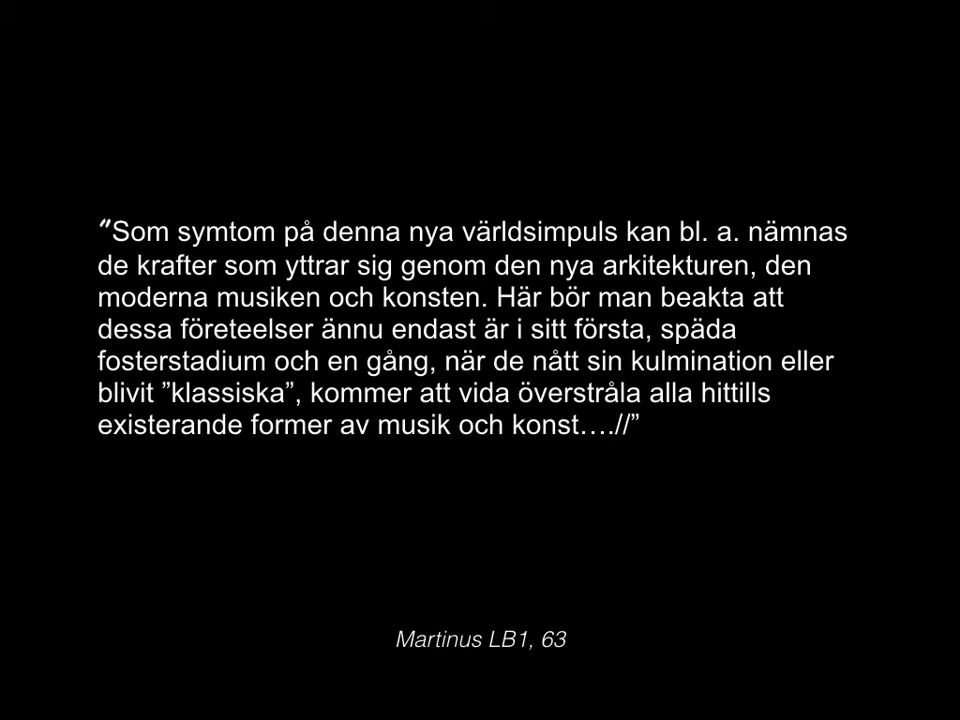 ”Som symtom på denna nya världsimpuls kan bl. a. nämnas
de krafter som yttrar sig genom den nya arkitekturen, den
moderna musiken och konsten. Här bör man beakta att
dessa företeelser ännu endast är i sitt första, späda
fosterstadium och en gång, när de nått sin kulmination eller
blivit ”klassiska”, kommer att vida överstråla alla hittills
existerande former av musik och konst….//”
Martinus LB1, 63